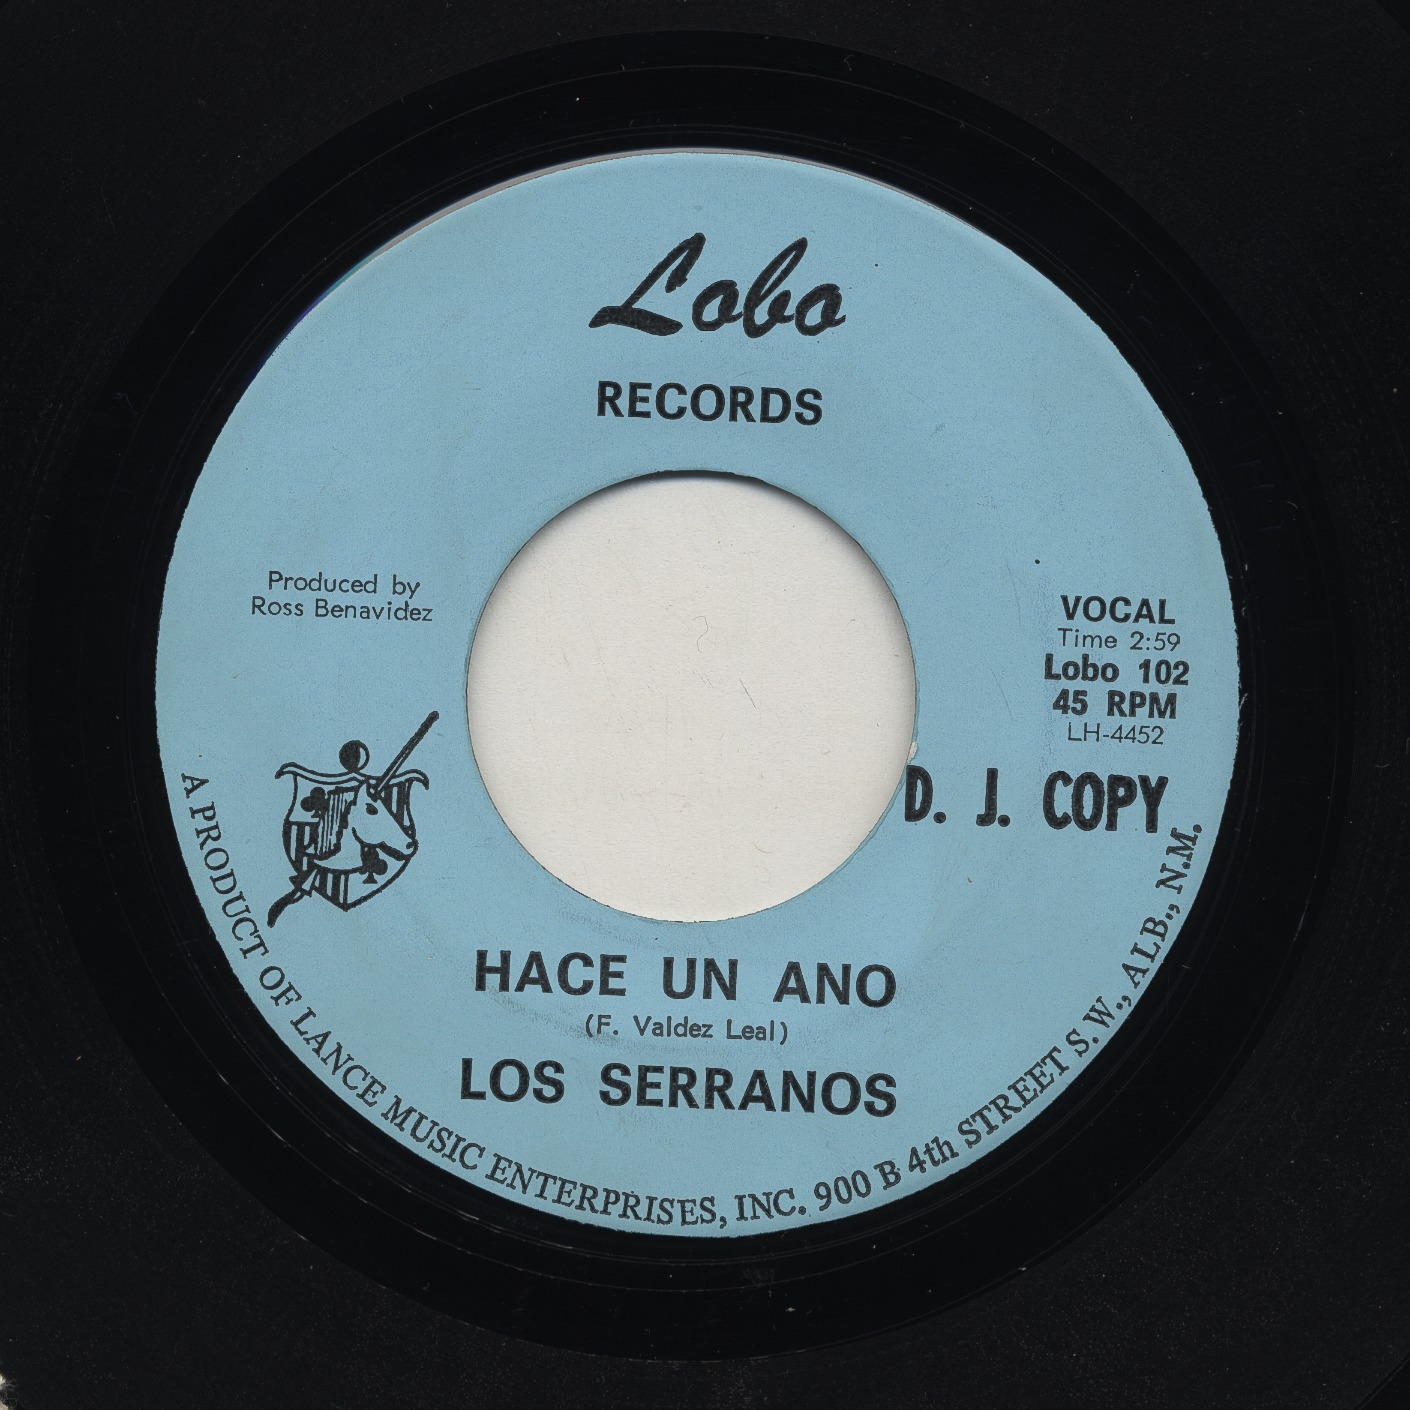 Lobo
RECORDS
Produced by
Ross Benavidez
VOCAL
Time 2:59
Lobo 102
45 RPM
LH-4452
D. J. COPY
HACE UN ANO
(F. Valdez Leal)
LOS SERRANOS
A PRODUCT OF LANCE MUSIC ENTERPRISES, INC. 900 B 4th STREET S. W., ALB., N.M.